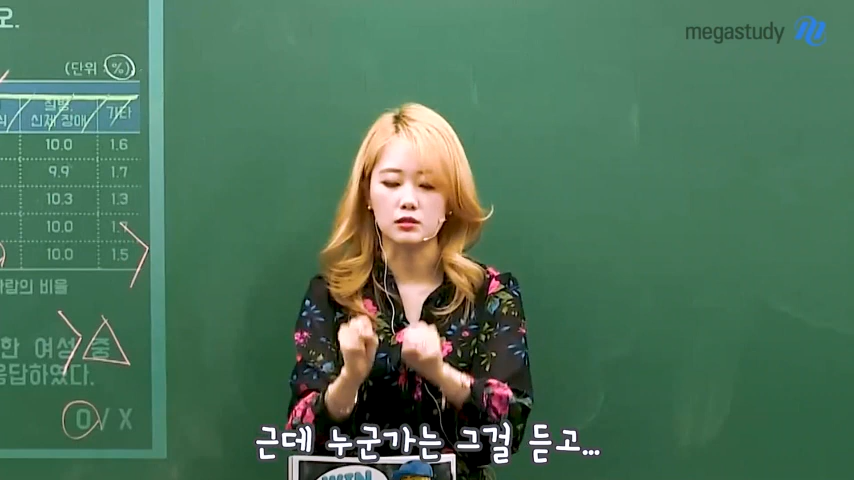 오.
megastudy
(단위 : %)
질병,
신체 장애
기타
10.0 1.6
9.9 1.7
10.3 1.3
10.0
10.0 1.5
사람의 비율
한 여성 중
응답하였다.
O / X
WIN
근데 누군가는 그걸 듣고...